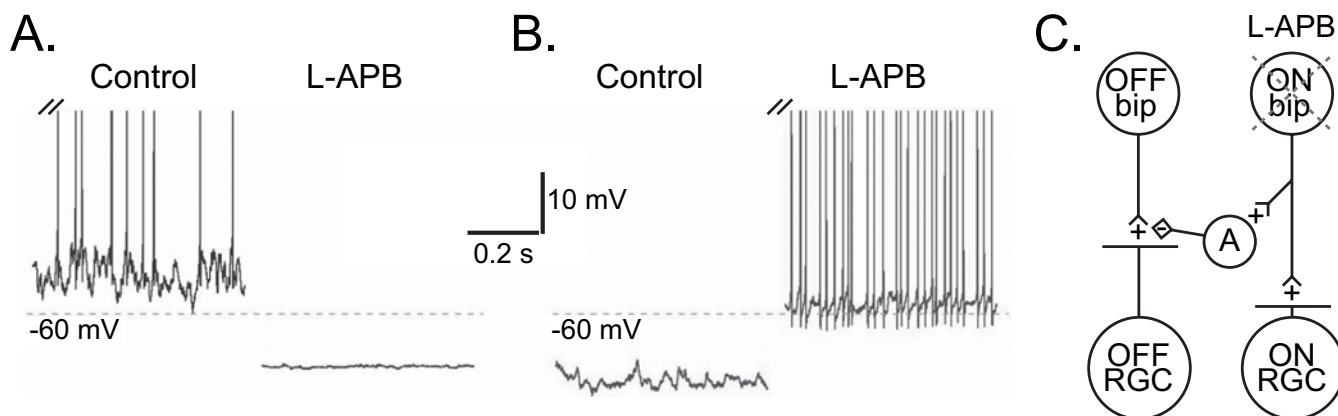 A.
Control
L-APB
-60 mV
10 mV
0.2 s
B.
Control
L-APB
-60 mV
C.
L-APB
OFF
bip
ON
bip
+
-
A
+
+
OFF
RGC
ON
RGC